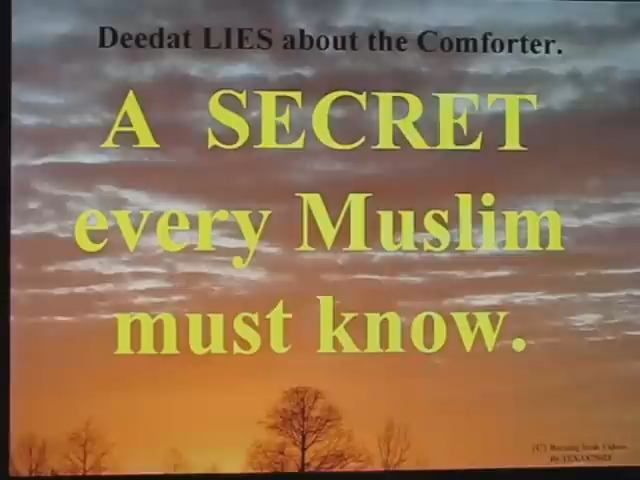 Deedat LIES about the Comforter.
A SECRET
every Muslim
must know.